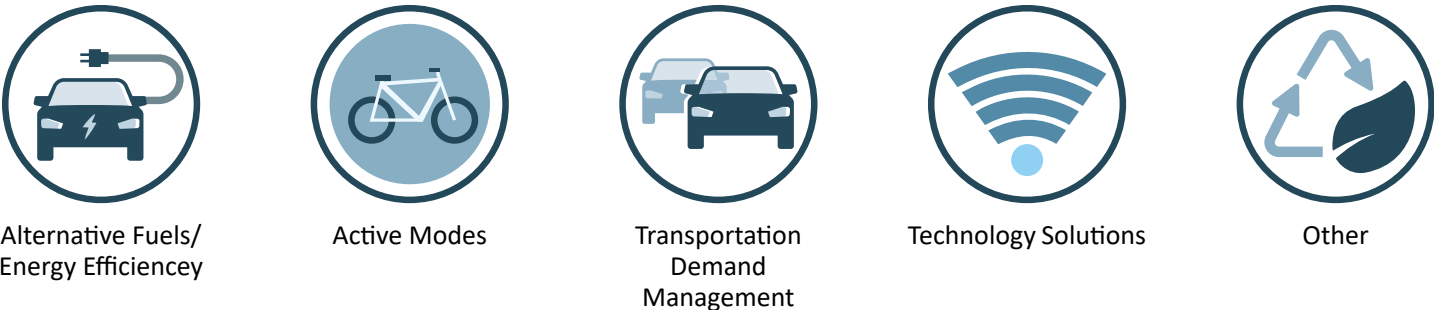 Alternative Fuels/
Energy Efficiencey
Active Modes
Transportation
Demand
Management
Technology Solutions
Other